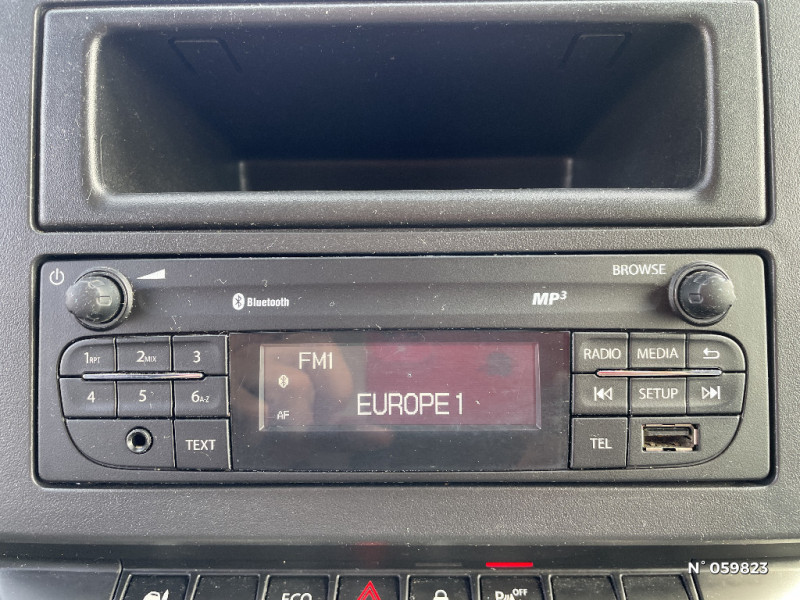 BROWSE
Bluetooth
MP3
1RPT 2MIX 3
4 5 6A-Z
TEXT
FM1
AF
EUROPE 1
RADIO MEDIA
SETUP
TEL
ECO
OFF
N° 059823